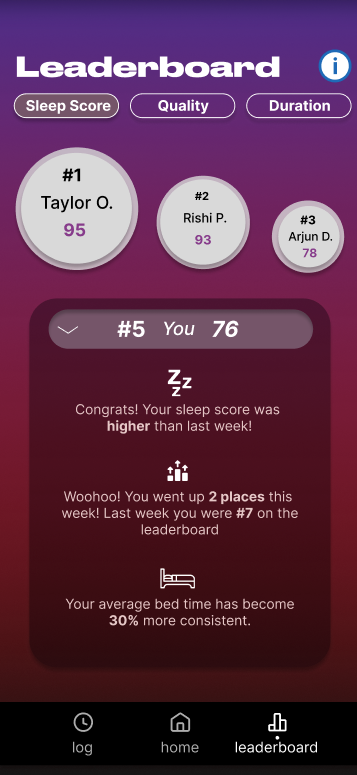 Leaderboard i
Sleep Score Quality Duration
#1
Taylor O.
95
#2
Rishi P.
93
#3
Arjun D.
78
#5 You 76
Zzz
Congrats! Your sleep score was
higher than last week!
Woohoo! You went up 2 places this
week! Last week you were #7 on the
leaderboard
Your average bed time has become
30% more consistent.
log home leaderboard